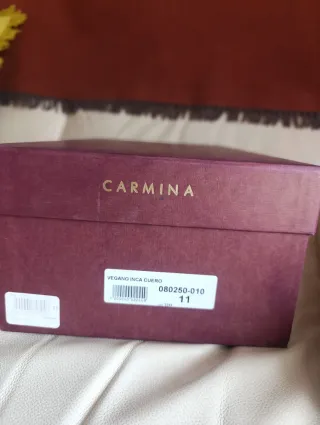 CARMINA
VEGANO INCA CUERO
080250-010
11